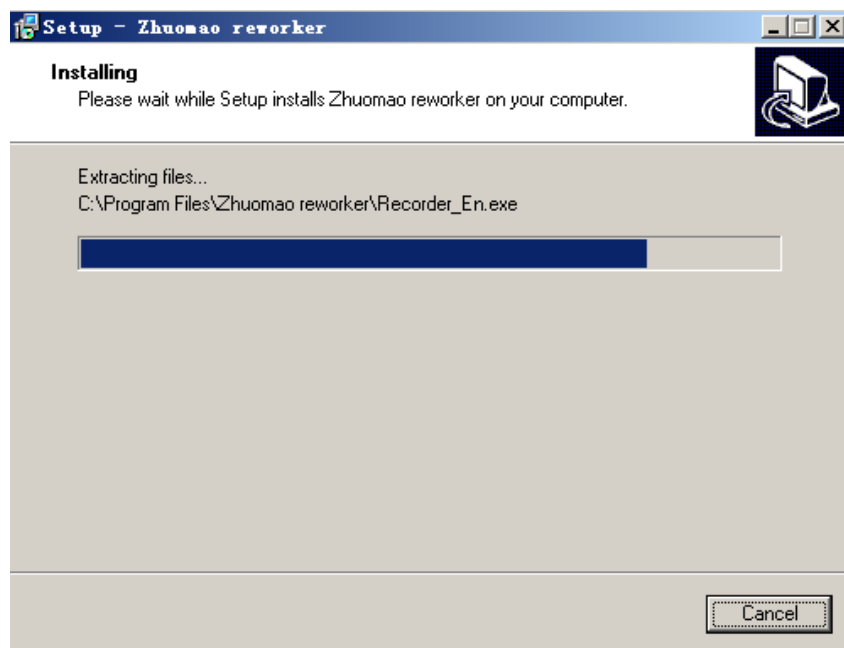 Setup - Zhuomao reworker
Installing
Please wait while Setup installs Zhuomao reworker on your computer.
Extracting files...
C:\Program Files\Zhuomao reworker\Recorder_En.exe
Cancel